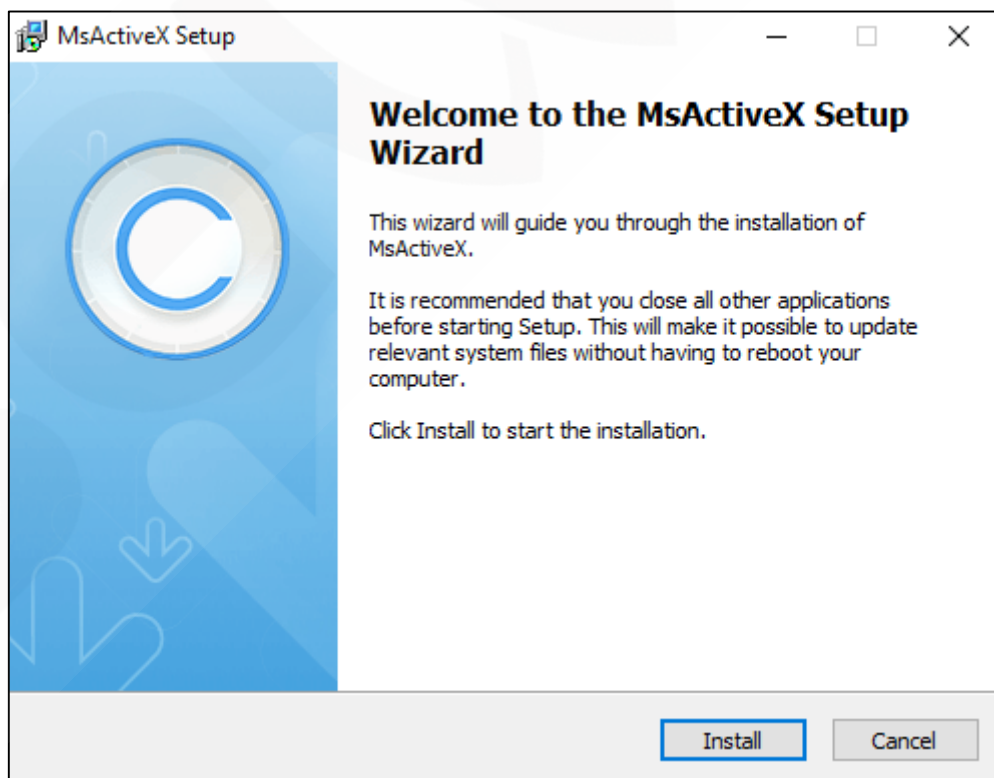 MsActiveX Setup
Welcome to the MsActiveX Setup
Wizard
This wizard will guide you through the installation of
MsActiveX.
It is recommended that you close all other applications
before starting Setup. This will make it possible to update
relevant system files without having to reboot your
computer.
Click Install to start the installation.
Install
Cancel